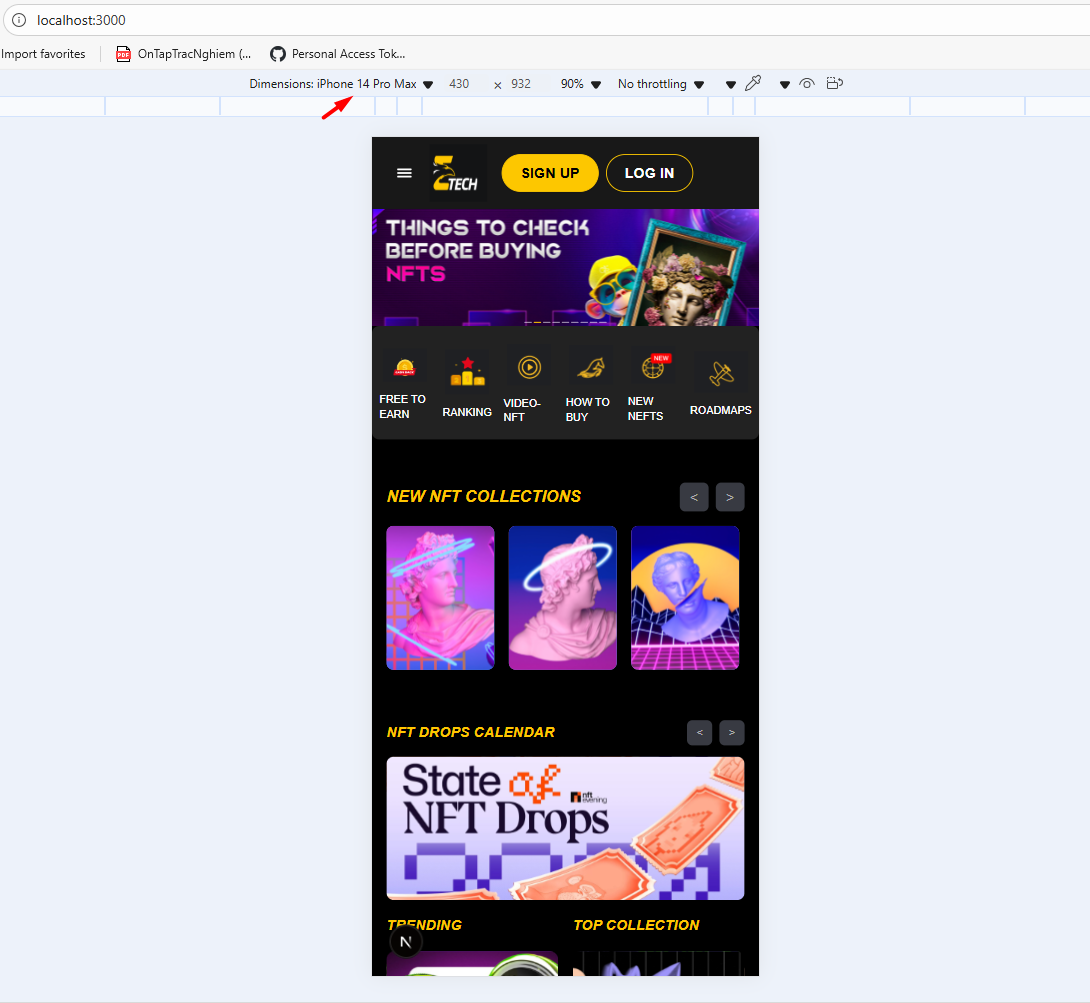 localhost:3000
Import favorites
OnTapTracNghiem (...
Personal Access Tok...
Dimensions: iPhone 14 Pro Max 430 × 932 90% No throttling
TECH
SIGN UP
LOG IN
THINGS TO CHECK
BEFORE BUYING
NFTS
FREE TO
EARN
RANKING
VIDEO-
NFT
HOW TO
BUY
NEW
NEW
NEFTS
ROADMAPS
NEW NFT COLLECTIONS
< >
NFT DROPS CALENDAR
< >
State of
nft
evening
NFT Drops
TRENDING
TOP COLLECTION
N